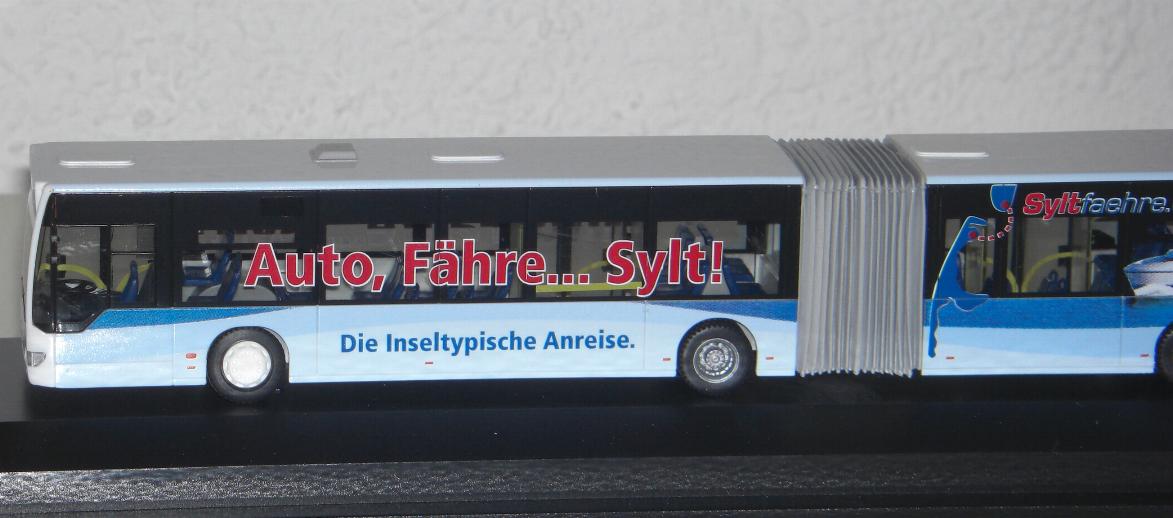 Auto, Fähre... Sylt!
Die Inseltypische Anreise.
Syltfaehre.